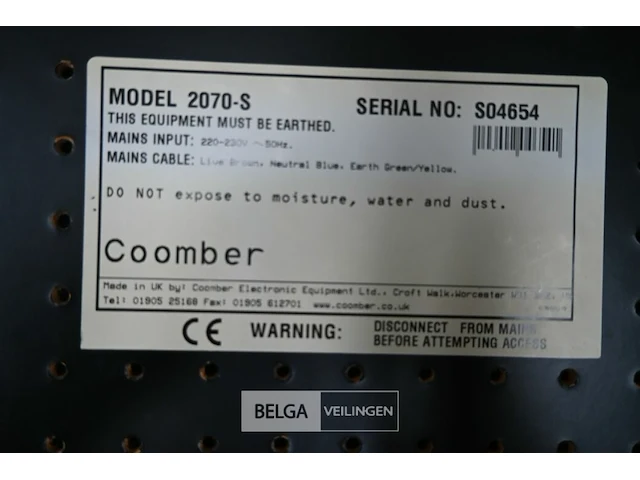 MODEL 2070-S
SERIAL NO: S04654
THIS EQUIPMENT MUST BE EARTHED.
MAINS INPUT: 220-230V ~ 50Hz.
MAINS CABLE: Live Brown, Neutral Blue. Earth Green/Yellow.
DO NOT expose to moisture, water and dust.
Coomber
Made in UK by: Coomber Electronic Equipment Ltd., Croft Walk,Worcester
Tel: 01905 25168 Fax: 01905 612701 www.coomber.co.uk
CE WARNING: DISCONNECT FROM MAINS
BEFORE ATTEMPTING ACCESS
BELGA VEILINGEN